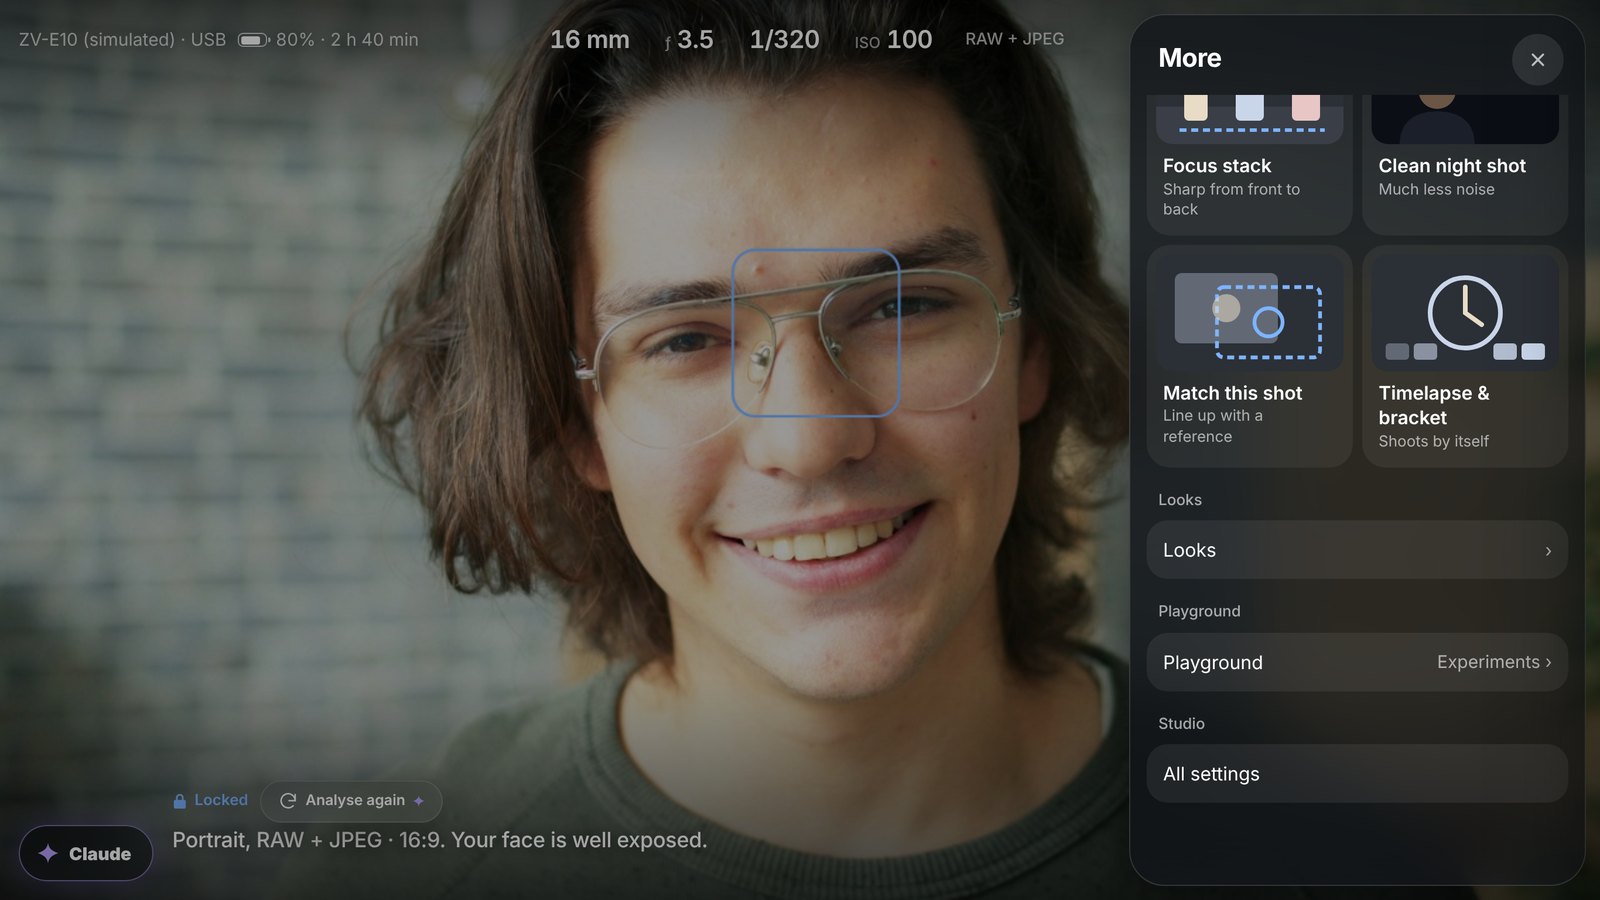 ZV-E10 (simulated) · USB 80% · 2 h 40 min
16 mm ƒ 3.5 1/320 ISO 100 RAW + JPEG
More
Focus stack
Sharp from front to
back
Clean night shot
Much less noise
Match this shot
Line up with a
reference
Timelapse &
bracket
Shoots by itself
Looks
Looks ›
Playground
Playground Experiments ›
Studio
All settings
Locked Analyse again
Portrait, RAW + JPEG · 16:9. Your face is well exposed.
Claude